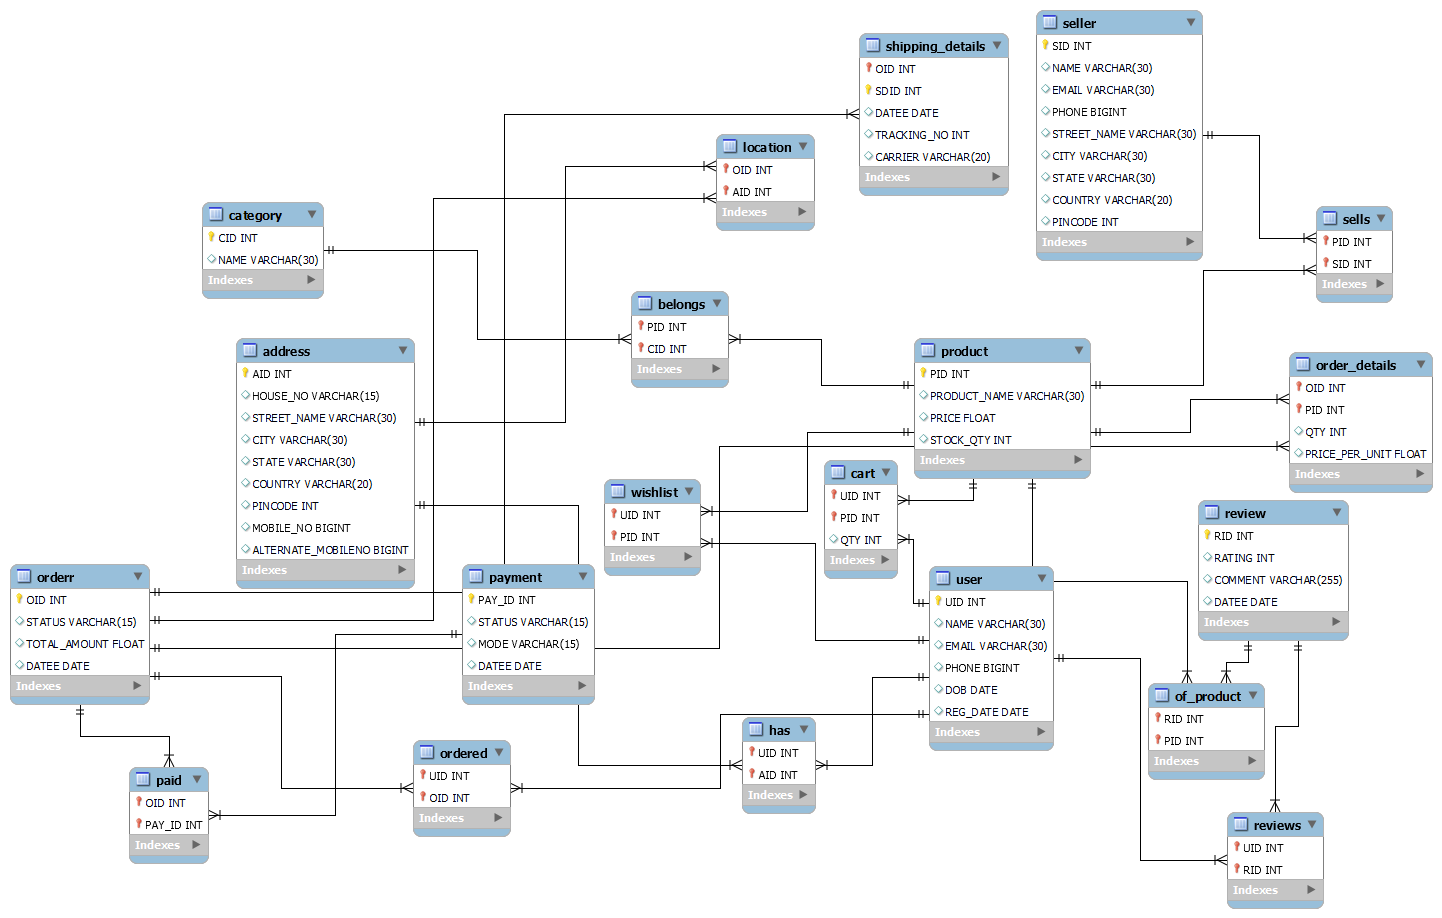 seller
SID INT
NAME VARCHAR(30)
EMAIL VARCHAR(30)
PHONE BIGINT
STREET_NAME VARCHAR(30)
CITY VARCHAR(30)
STATE VARCHAR(30)
COUNTRY VARCHAR(20)
PINCODE INT
Indexes
shipping_details
OID INT
SDID INT
DATEE DATE
TRACKING_NO INT
CARRIER VARCHAR(20)
Indexes
location
OID INT
AID INT
Indexes
category
CID INT
NAME VARCHAR(30)
Indexes
sells
PID INT
SID INT
Indexes
belongs
PID INT
CID INT
Indexes
address
AID INT
HOUSE_NO VARCHAR(15)
STREET_NAME VARCHAR(30)
CITY VARCHAR(30)
STATE VARCHAR(30)
COUNTRY VARCHAR(20)
PINCODE INT
MOBILE_NO BIGINT
ALTERNATE_MOBILENO BIGINT
Indexes
product
PID INT
PRODUCT_NAME VARCHAR(30)
PRICE FLOAT
STOCK_QTY INT
Indexes
order_details
OID INT
PID INT
QTY INT
PRICE_PER_UNIT FLOAT
Indexes
cart
UID INT
PID INT
QTY INT
Indexes
wishlist
UID INT
PID INT
Indexes
review
RID INT
RATING INT
COMMENT VARCHAR(255)
DATEE DATE
Indexes
orderr
OID INT
STATUS VARCHAR(15)
TOTAL_AMOUNT FLOAT
DATEE DATE
Indexes
payment
PAY_ID INT
STATUS VARCHAR(15)
MODE VARCHAR(15)
DATEE DATE
Indexes
user
UID INT
NAME VARCHAR(30)
EMAIL VARCHAR(30)
PHONE BIGINT
DOB DATE
REG_DATE DATE
Indexes
of_product
RID INT
PID INT
Indexes
has
UID INT
AID INT
Indexes
ordered
UID INT
OID INT
Indexes
paid
OID INT
PAY_ID INT
Indexes
reviews
UID INT
RID INT
Indexes